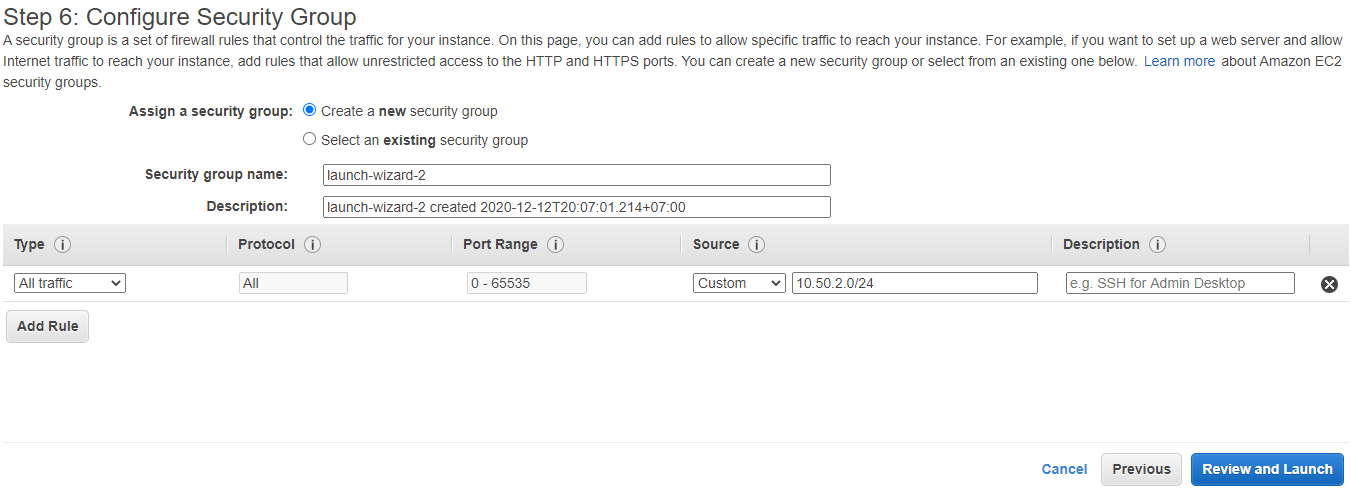 Step 6: Configure Security Group
A security group is a set of firewall rules that control the traffic for your instance. On this page, you can add rules to allow specific traffic to reach your instance. For example, if you want to set up a web server and allow
Internet traffic to reach your instance, add rules that allow unrestricted access to the HTTP and HTTPS ports. You can create a new security group or select from an existing one below. Learn more about Amazon EC2
security groups.
Assign a security group: Create a new security group
Select an existing security group
Security group name: launch-wizard-2
Description: launch-wizard-2 created 2020-12-12T20:07:01.214+07:00
Type i Protocol i Port Range i Source i Description i
All traffic All 0 - 65535 Custom 10.50.2.0/24 e.g. SSH for Admin Desktop
Add Rule
Cancel Previous Review and Launch